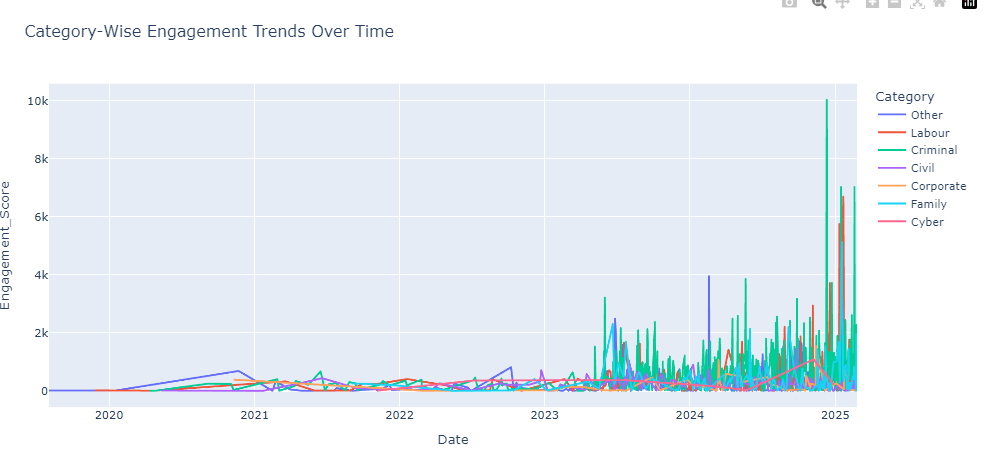 Category-Wise Engagement Trends Over Time
10k
8k
6k
4k
2k
0
Engagement_Score
2020
2021
2022
2023
2024
2025
Date
Category
Other
Labour
Criminal
Civil
Corporate
Family
Cyber